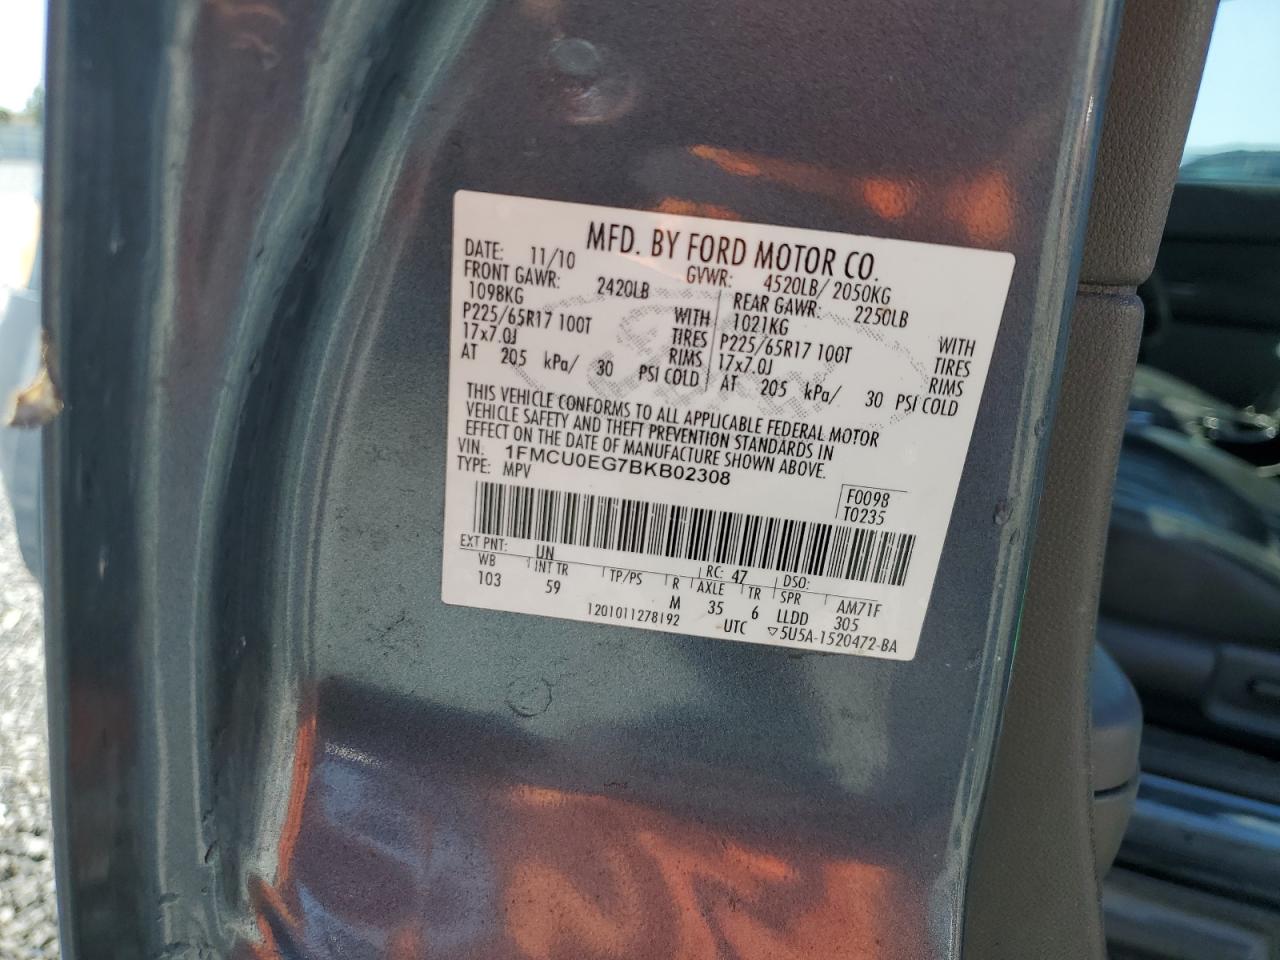 MFD. BY FORD MOTOR CO.
DATE: 11/10 GVWR: 4520LB/ 2050KG
FRONT GAWR: 2420LB REAR GAWR: 2250LB
1098KG WITH 1021KG WITH
P225/65R17 100T TIRES P225/65R17 100T TIRES
17x7.0J RIMS 17x7.0J RIMS
AT 205 kPa/ 30 PSI COLD AT 205 kPa/ 30 PSI COLD
THIS VEHICLE CONFORMS TO ALL APPLICABLE FEDERAL MOTOR
VEHICLE SAFETY AND THEFT PREVENTION STANDARDS IN
EFFECT ON THE DATE OF MANUFACTURE SHOWN ABOVE.
VIN: 1FMCU0EG7BKB02308
TYPE: MPV
F0098
T0235
EXT PNT: UN RC: 47 DSO:
WB INT TR TP/PS R AXLE TR SPR AM71F
103 59 M 35 6 LLDD 305
1201011278192 UTC ▽5U5A-1520472-BA